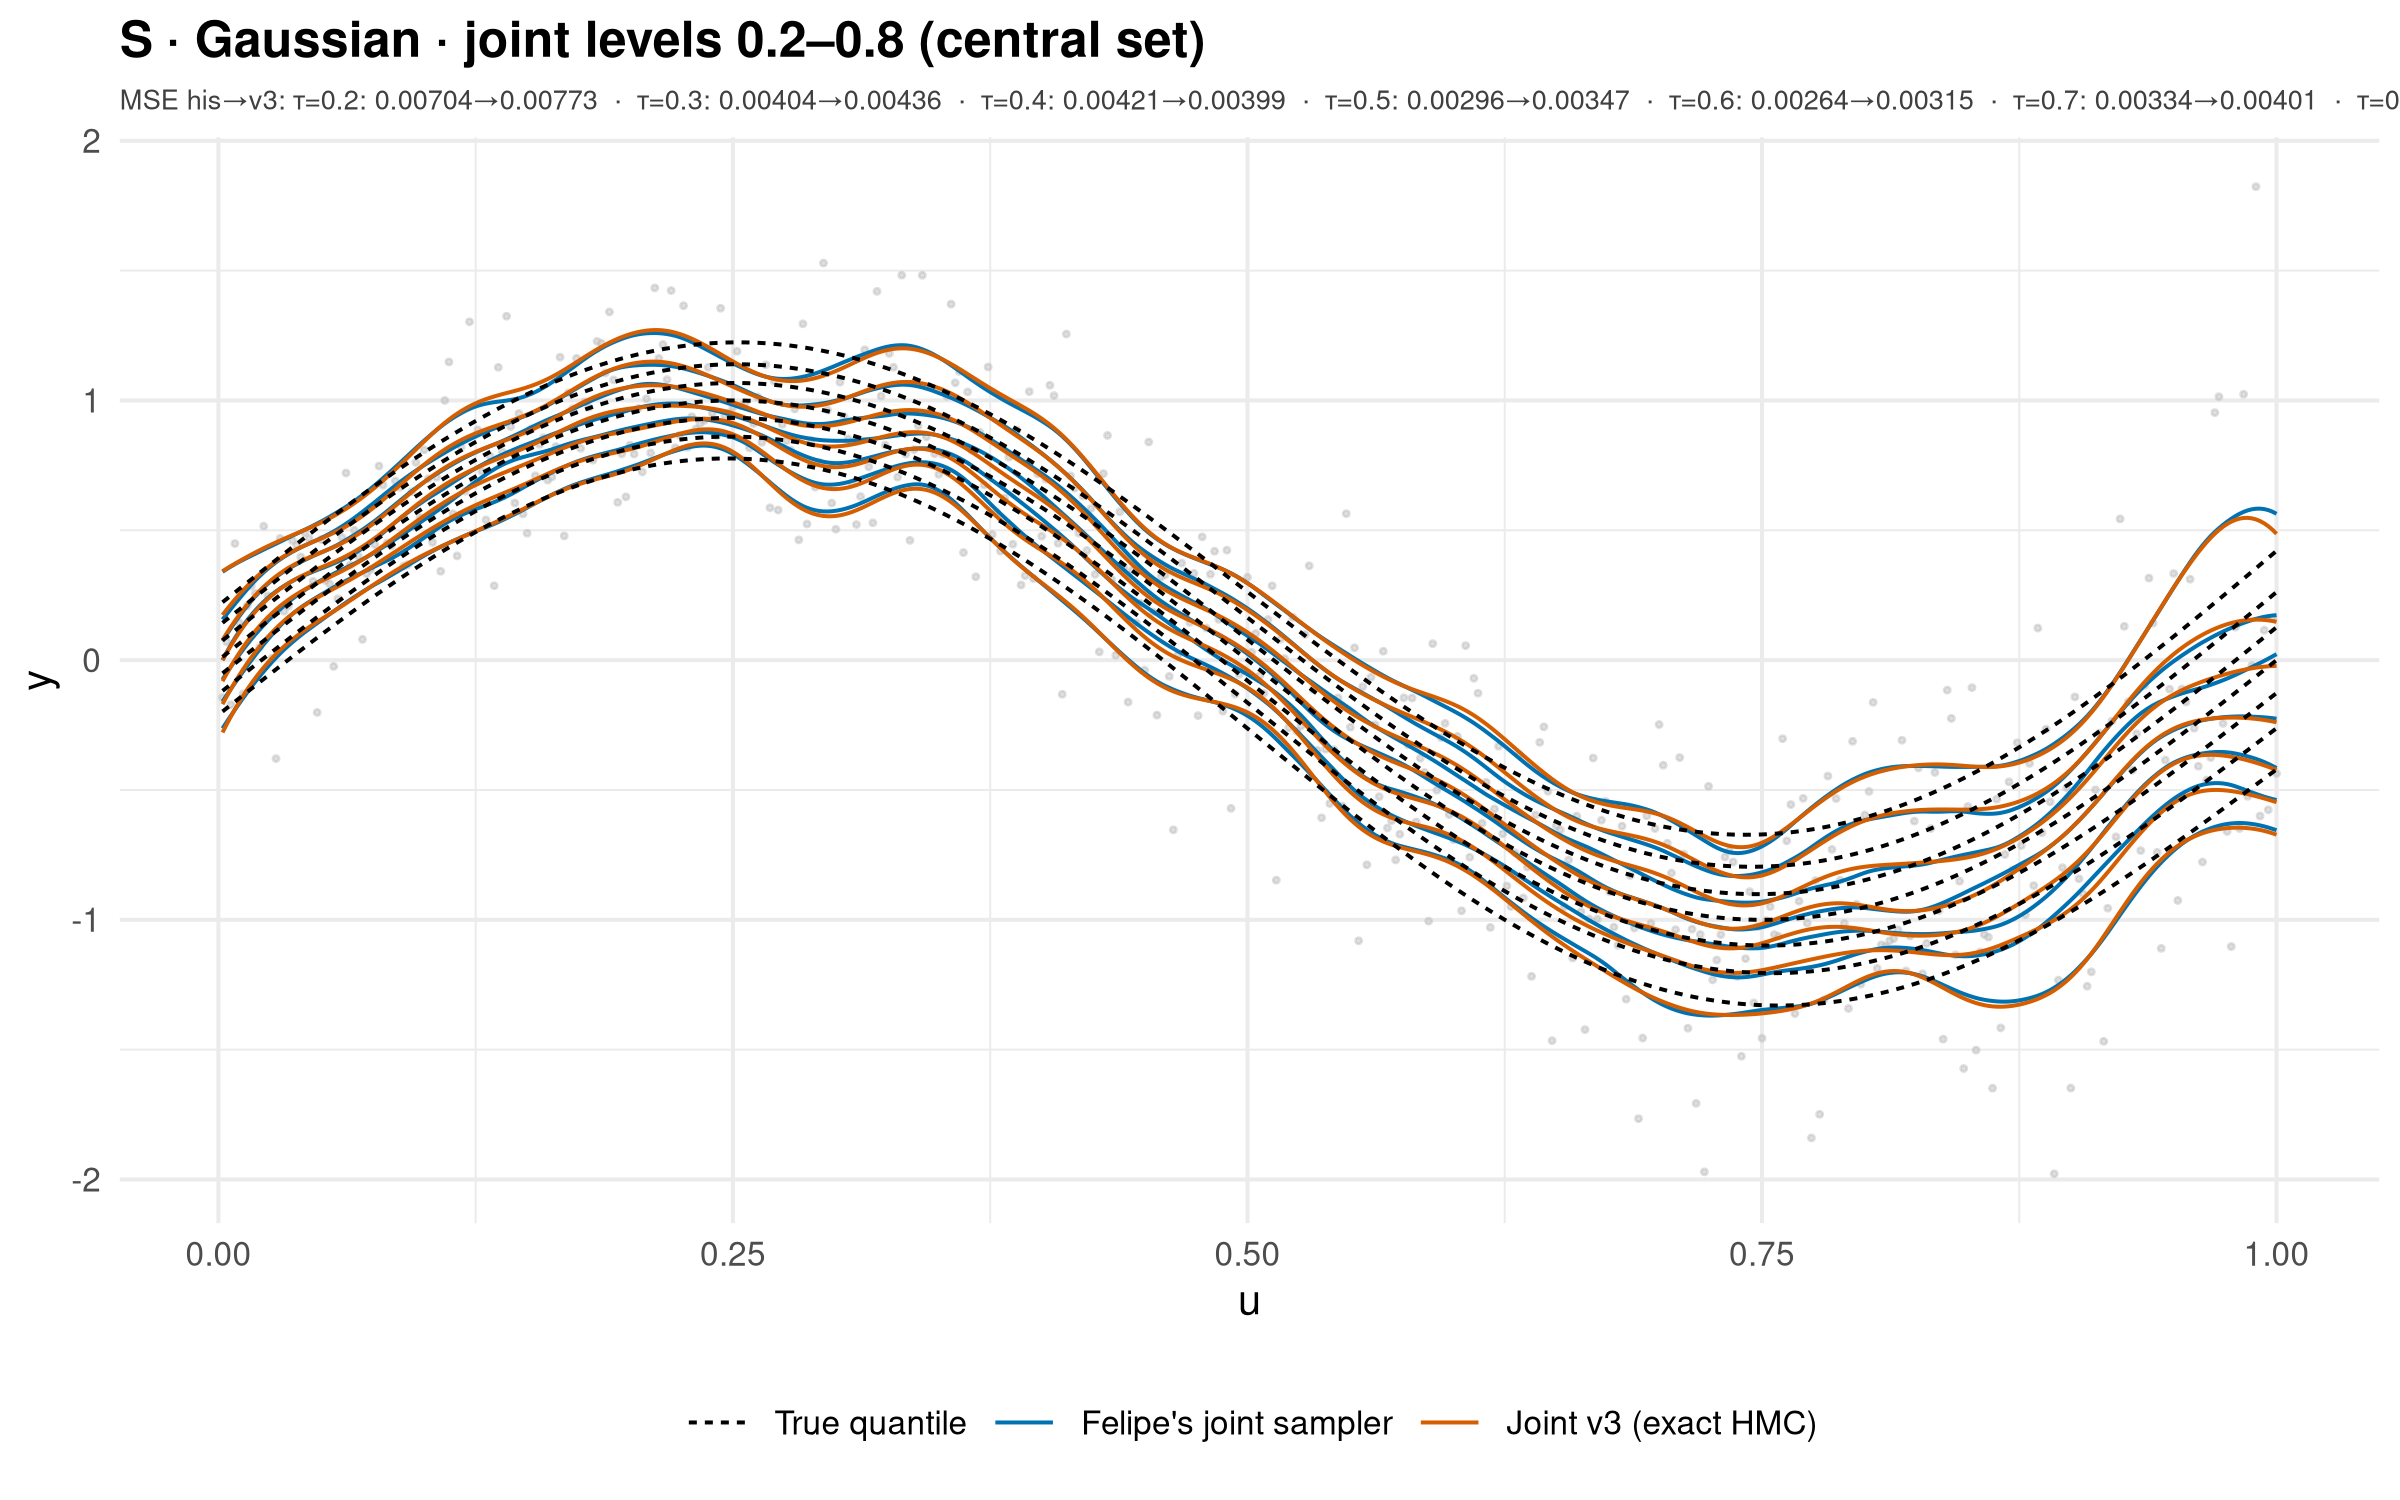 S · Gaussian · joint levels 0.2–0.8 (central set)
MSE his→v3: τ=0.2: 0.00704→0.00773 · τ=0.3: 0.00404→0.00436 · τ=0.4: 0.00421→0.00399 · τ=0.5: 0.00296→0.00347 · τ=0.6: 0.00264→0.00315 · τ=0.7: 0.00334→0.00401 · τ=0
2
1
0
-1
-2
y
0.00 0.25 0.50 0.75 1.00
u
True quantile Felipe's joint sampler Joint v3 (exact HMC)